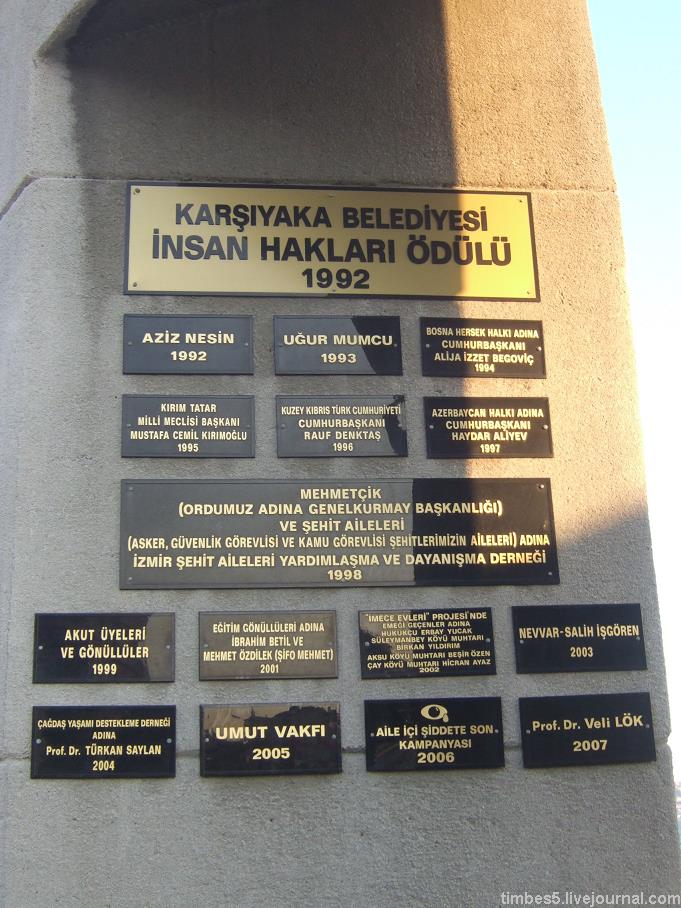 KARŞIYAKA BELEDİYESİ
İNSAN HAKLARI ÖDÜLÜ
1992
AZİZ NESİN
1992
UĞUR MUMCU
1993
BOSNA HERSEK HALKI ADINA
CUMHURBAŞKANI
ALİJA İZZET BEGOVİÇ
1994
KIRIM TATAR
MİLLİ MECLİSİ BAŞKANI
MUSTAFA CEMİL KIRIMOĞLU
1995
KUZEY KIBRIS TÜRK CUMHURİYETİ
CUMHURBAŞKANI
RAUF DENKTAŞ
1996
AZERBAYCAN HALKI ADINA
CUMHURBAŞKANI
HAYDAR ALİYEV
1997
MEHMETÇİK
(ORDUMUZ ADINA GENELKURMAY BAŞKANLIĞI)
VE ŞEHİT AİLELERİ
(ASKER, GÜVENLİK GÖREVLİSİ VE KAMU GÖREVLİSİ ŞEHİTLERİMİZİN AİLELERİ) ADINA
İZMİR ŞEHİT AİLELERİ YARDIMLAŞMA VE DAYANIŞMA DERNEĞİ
1998
AKUT ÜYELERİ
VE GÖNÜLLÜLER
1999
EĞİTİM GÖNÜLLÜLERİ ADINA
İBRAHİM BETİL VE
MEHMET ÖZDİLEK (ŞİFO MEHMET)
2001
"İMECE EVLERİ" PROJESİ'NDE
EMEĞİ GEÇENLER ADINA
HUKUKÇU ERBAY YUCAK
SÜLEYMANBEY KÖYÜ MUHTARI
BİRKAN YILDIRIM
AKSU KÖYÜ MUHTARI BEŞİR ÖZEN
ÇAY KÖYÜ MUHTARI HİCRAN AYAZ
2002
NEVVAR-SALİH İŞGÖREN
2003
ÇAĞDAŞ YAŞAMI DESTEKLEME DERNEĞİ
ADINA
Prof. Dr. TÜRKAN SAYLAN
2004
UMUT VAKFI
2005
AİLE İÇİ ŞİDDETE SON
KAMPANYASI
2006
Prof. Dr. Veli LÖK
2007
timbes5.livejournal.com